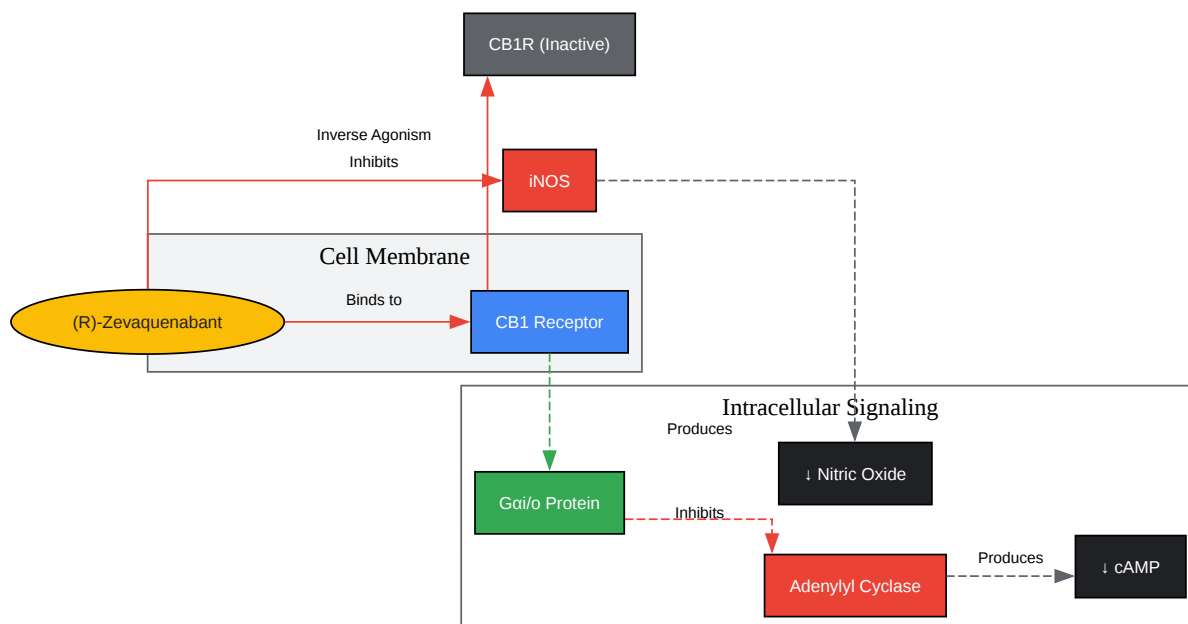 CB1R (Inactive)
Inverse Agonism
Inhibits
iNOS
Cell Membrane
Binds to
(R)-Zevaquenabant
CB1 Receptor
Intracellular Signaling
Produces
↓ Nitric Oxide
Gαi/o Protein
Inhibits
Produces
↓ cAMP
Adenylyl Cyclase